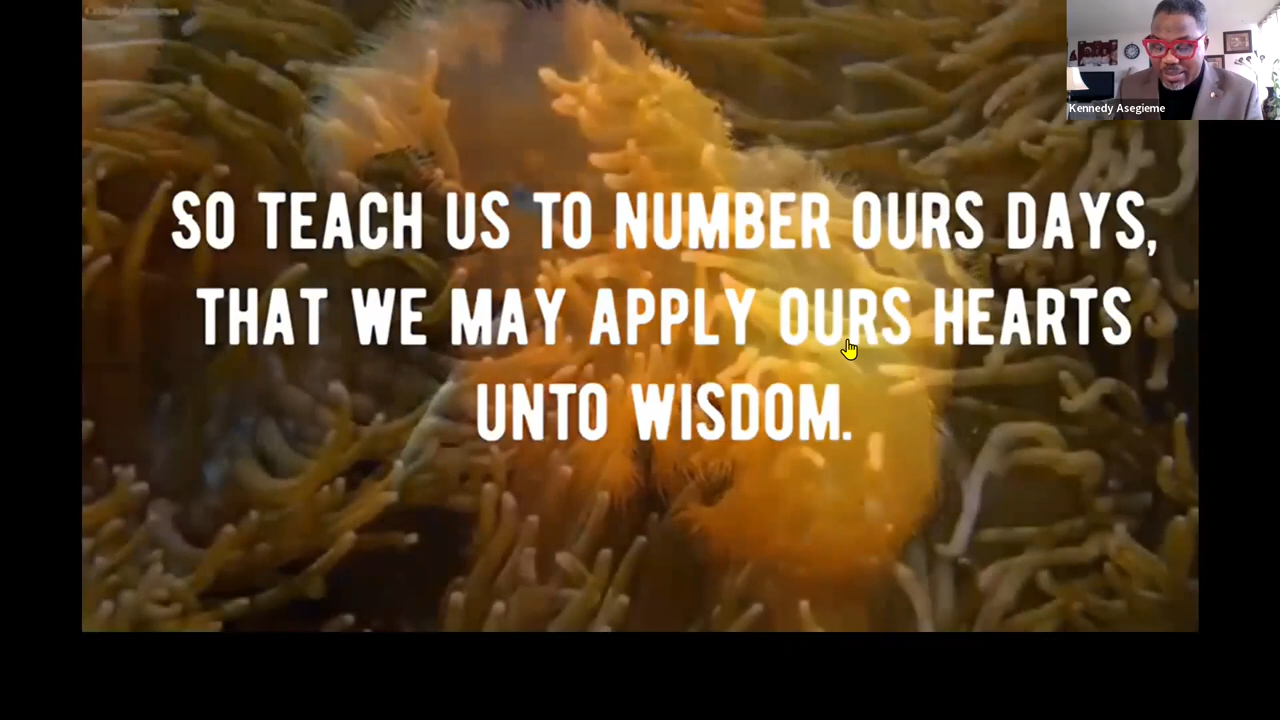 Kennedy Asegieme
SO TEACH US TO NUMBER OURS DAYS,
THAT WE MAY APPLY OURS HEARTS
UNTO WISDOM.